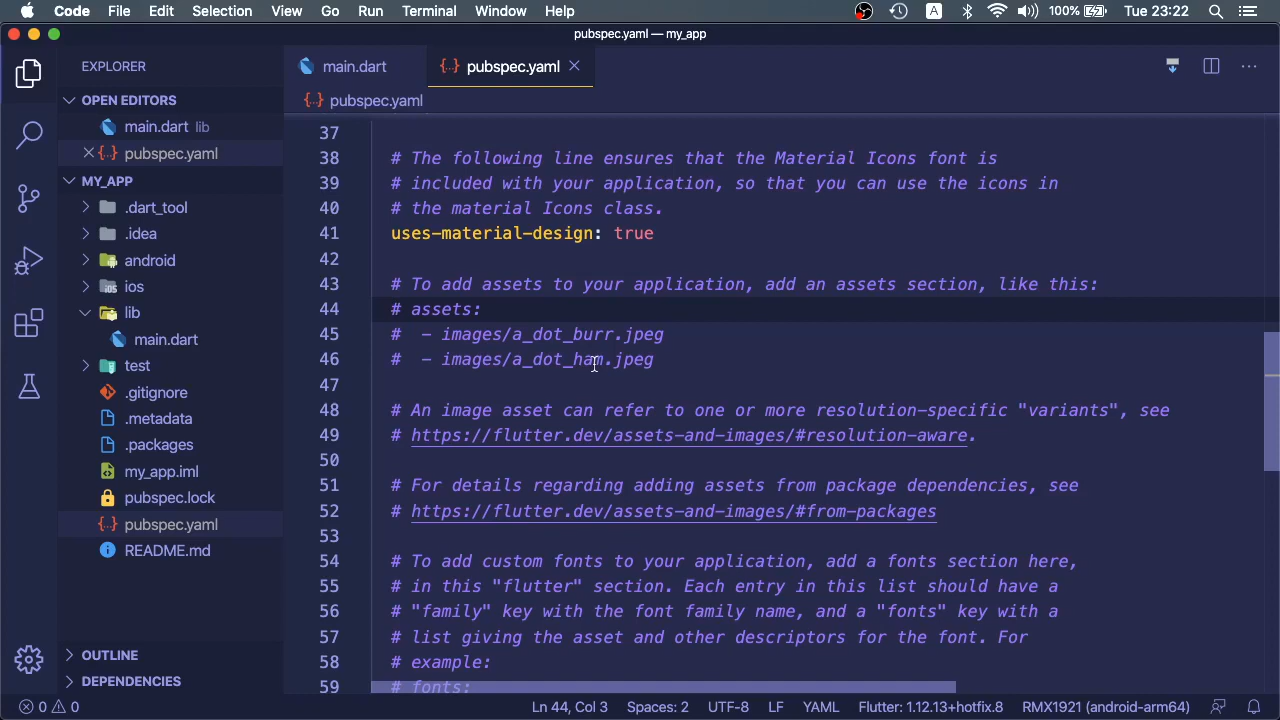 Code File Edit Selection View Go Run Terminal Window Help A 100% Tue 23:22
pubspec.yaml — my_app
EXPLORER
OPEN EDITORS
main.dart lib
pubspec.yaml
MY_APP
.dart_tool
.idea
android
ios
lib
main.dart
test
.gitignore
.metadata
.packages
my_app.iml
pubspec.lock
pubspec.yaml
README.md
OUTLINE
DEPENDENCIES
main.dart pubspec.yaml
pubspec.yaml
37
38 # The following line ensures that the Material Icons font is
39 # included with your application, so that you can use the icons in
40 # the material Icons class.
41 uses-material-design: true
42
43 # To add assets to your application, add an assets section, like this:
44 # assets:
45 #  - images/a_dot_burr.jpeg
46 #  - images/a_dot_ham.jpeg
47
48 # An image asset can refer to one or more resolution-specific "variants", see
49 # https://flutter.dev/assets-and-images/#resolution-aware.
50
51 # For details regarding adding assets from package dependencies, see
52 # https://flutter.dev/assets-and-images/#from-packages
53
54 # To add custom fonts to your application, add a fonts section here,
55 # in this "flutter" section. Each entry in this list should have a
56 # "family" key with the font family name, and a "fonts" key with a
57 # list giving the asset and other descriptors for the font. For
58 # example:
59 # fonts:
0 0 Ln 44, Col 3 Spaces: 2 UTF-8 LF YAML Flutter: 1.12.13+hotfix.8 RMX1921 (android-arm64)